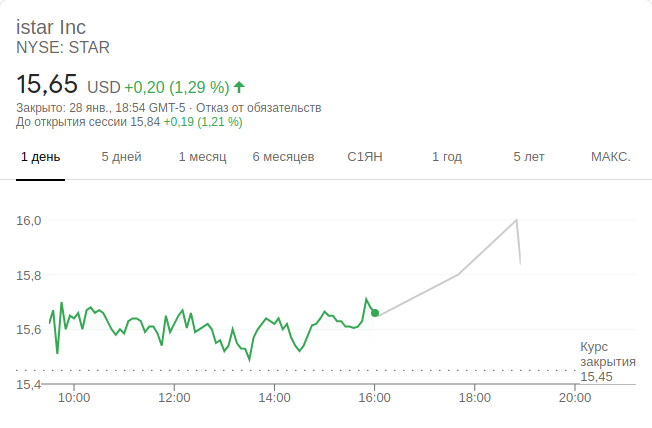 istar Inc
NYSE: STAR
15,65 USD +0,20 (1,29 %)
Закрыто: 28 янв., 18:54 GMT-5 · Отказ от обязательств
До открытия сессии 15,84 +0,19 (1,21 %)
1 день 5 дней 1 месяц 6 месяцев С1ЯН 1 год 5 лет МАКС.
16,0
15,8
15,6
Курс
закрытия
15,45
15,4
10:00 12:00 14:00 16:00 18:00 20:00